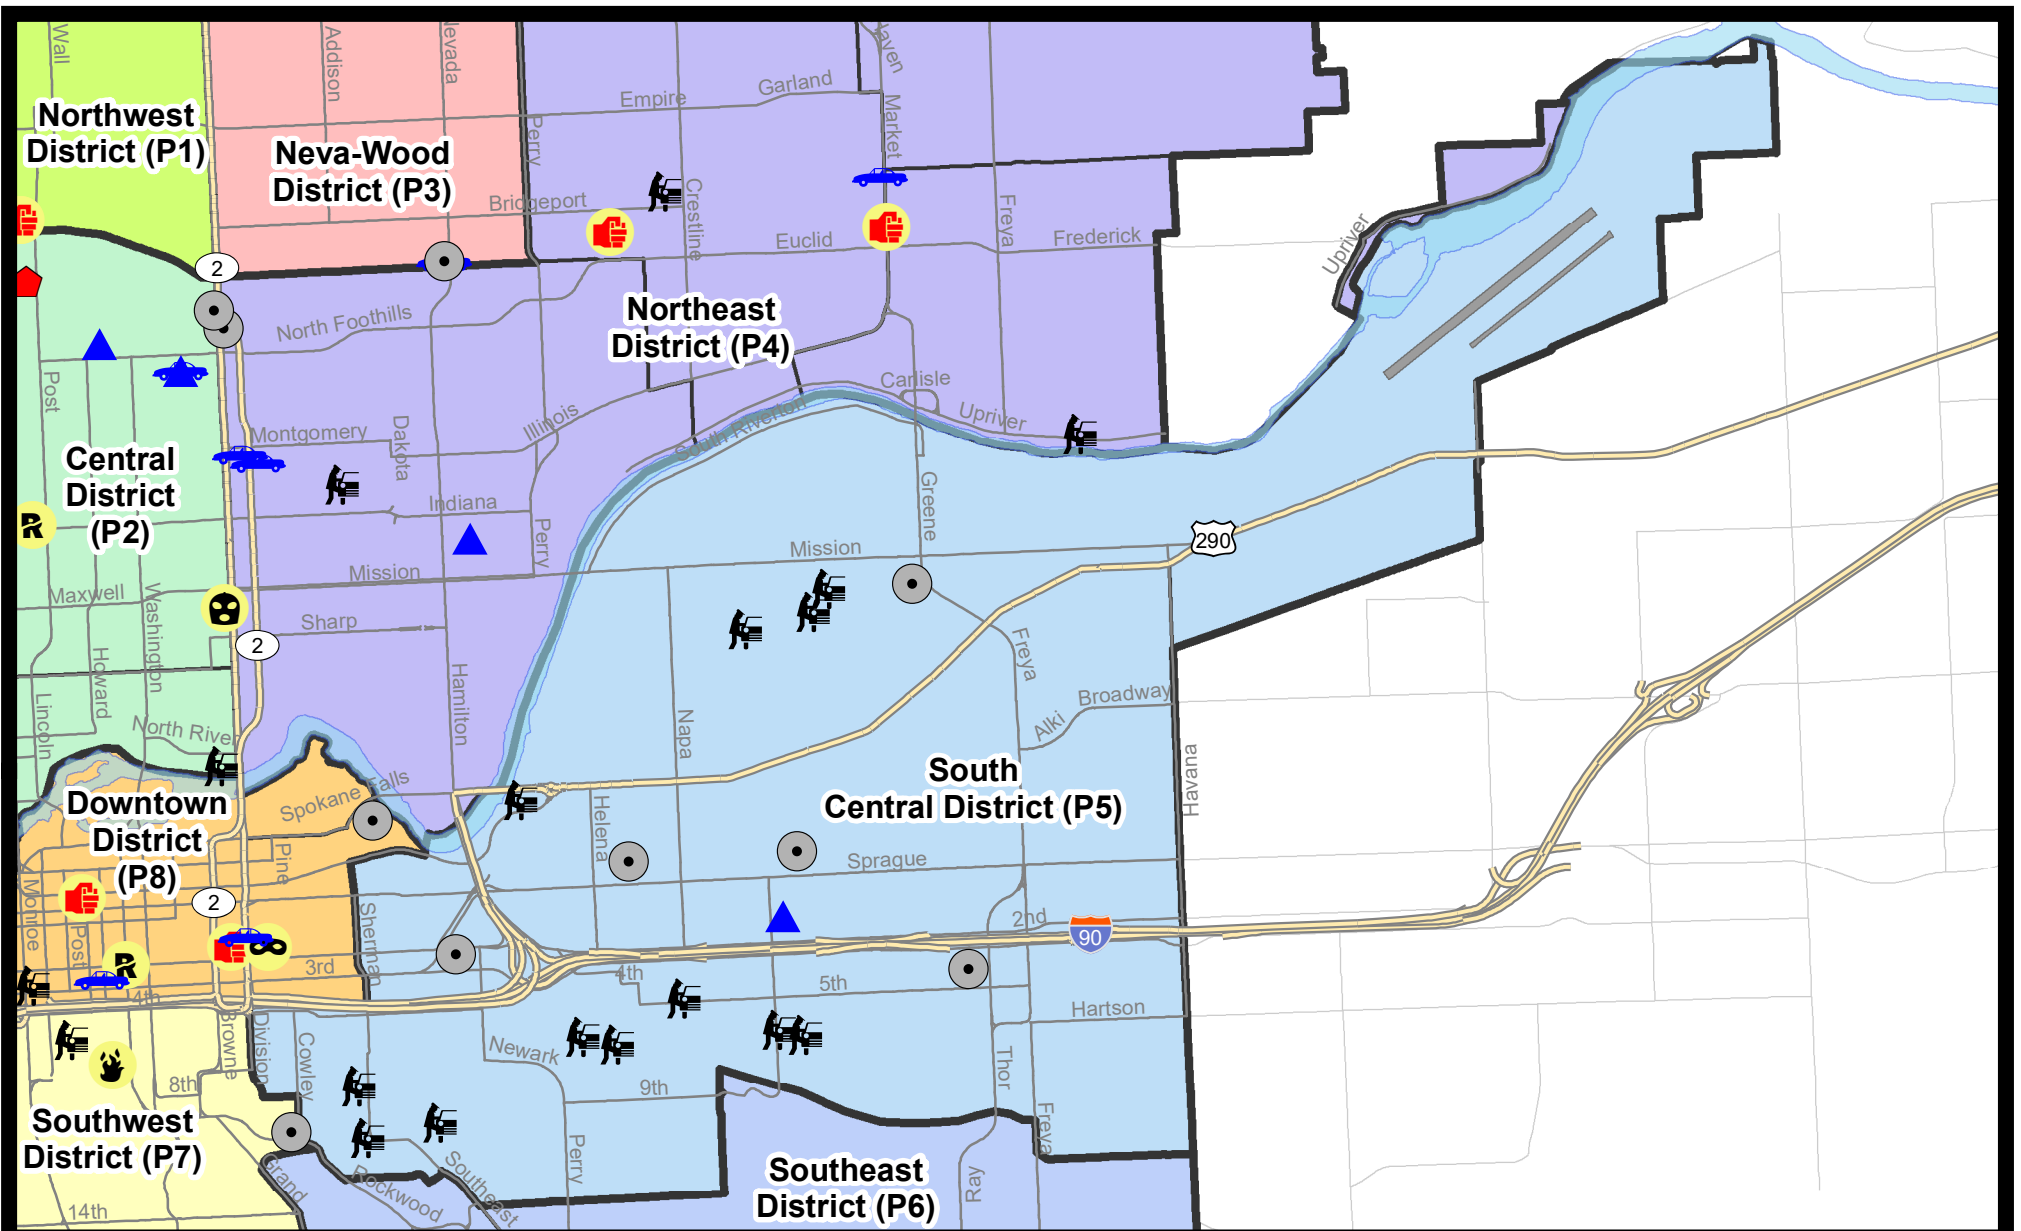 Wall
Addison
Nevada
Haven
Garland
Empire
Market
Perry
Northwest
District (P1)
Neva-Wood
District (P3)
Bridgeport
Crestline
Freya
Euclid
Frederick
Upriver
2
Northeast
District (P4)
North Foothills
Post
Carlisle
Upriver
South Riverton
Illinois
Dakota
Montgomery
Central
District
(P2)
Indiana
Perry
Greene
290
Mission
Mission
Maxwell
Washington
Sharp
2
Howard
Lincoln
Hamilton
Freya
Napa
Broadway
Alki
North River
South
Central District (P5)
Havana
Spokane Falls
Downtown
District
(P8)
Pine
Helena
Sprague
Monroe
2
Post
Sherman
2nd
90
R
R
3rd
4th
4th
5th
Hartson
Browne
Division
Cowley
Newark
9th
Thor
Freya
8th
Southwest
District (P7)
Grand
Rockwood
Southeast
Perry
Southeast
District (P6)
Ray
14th